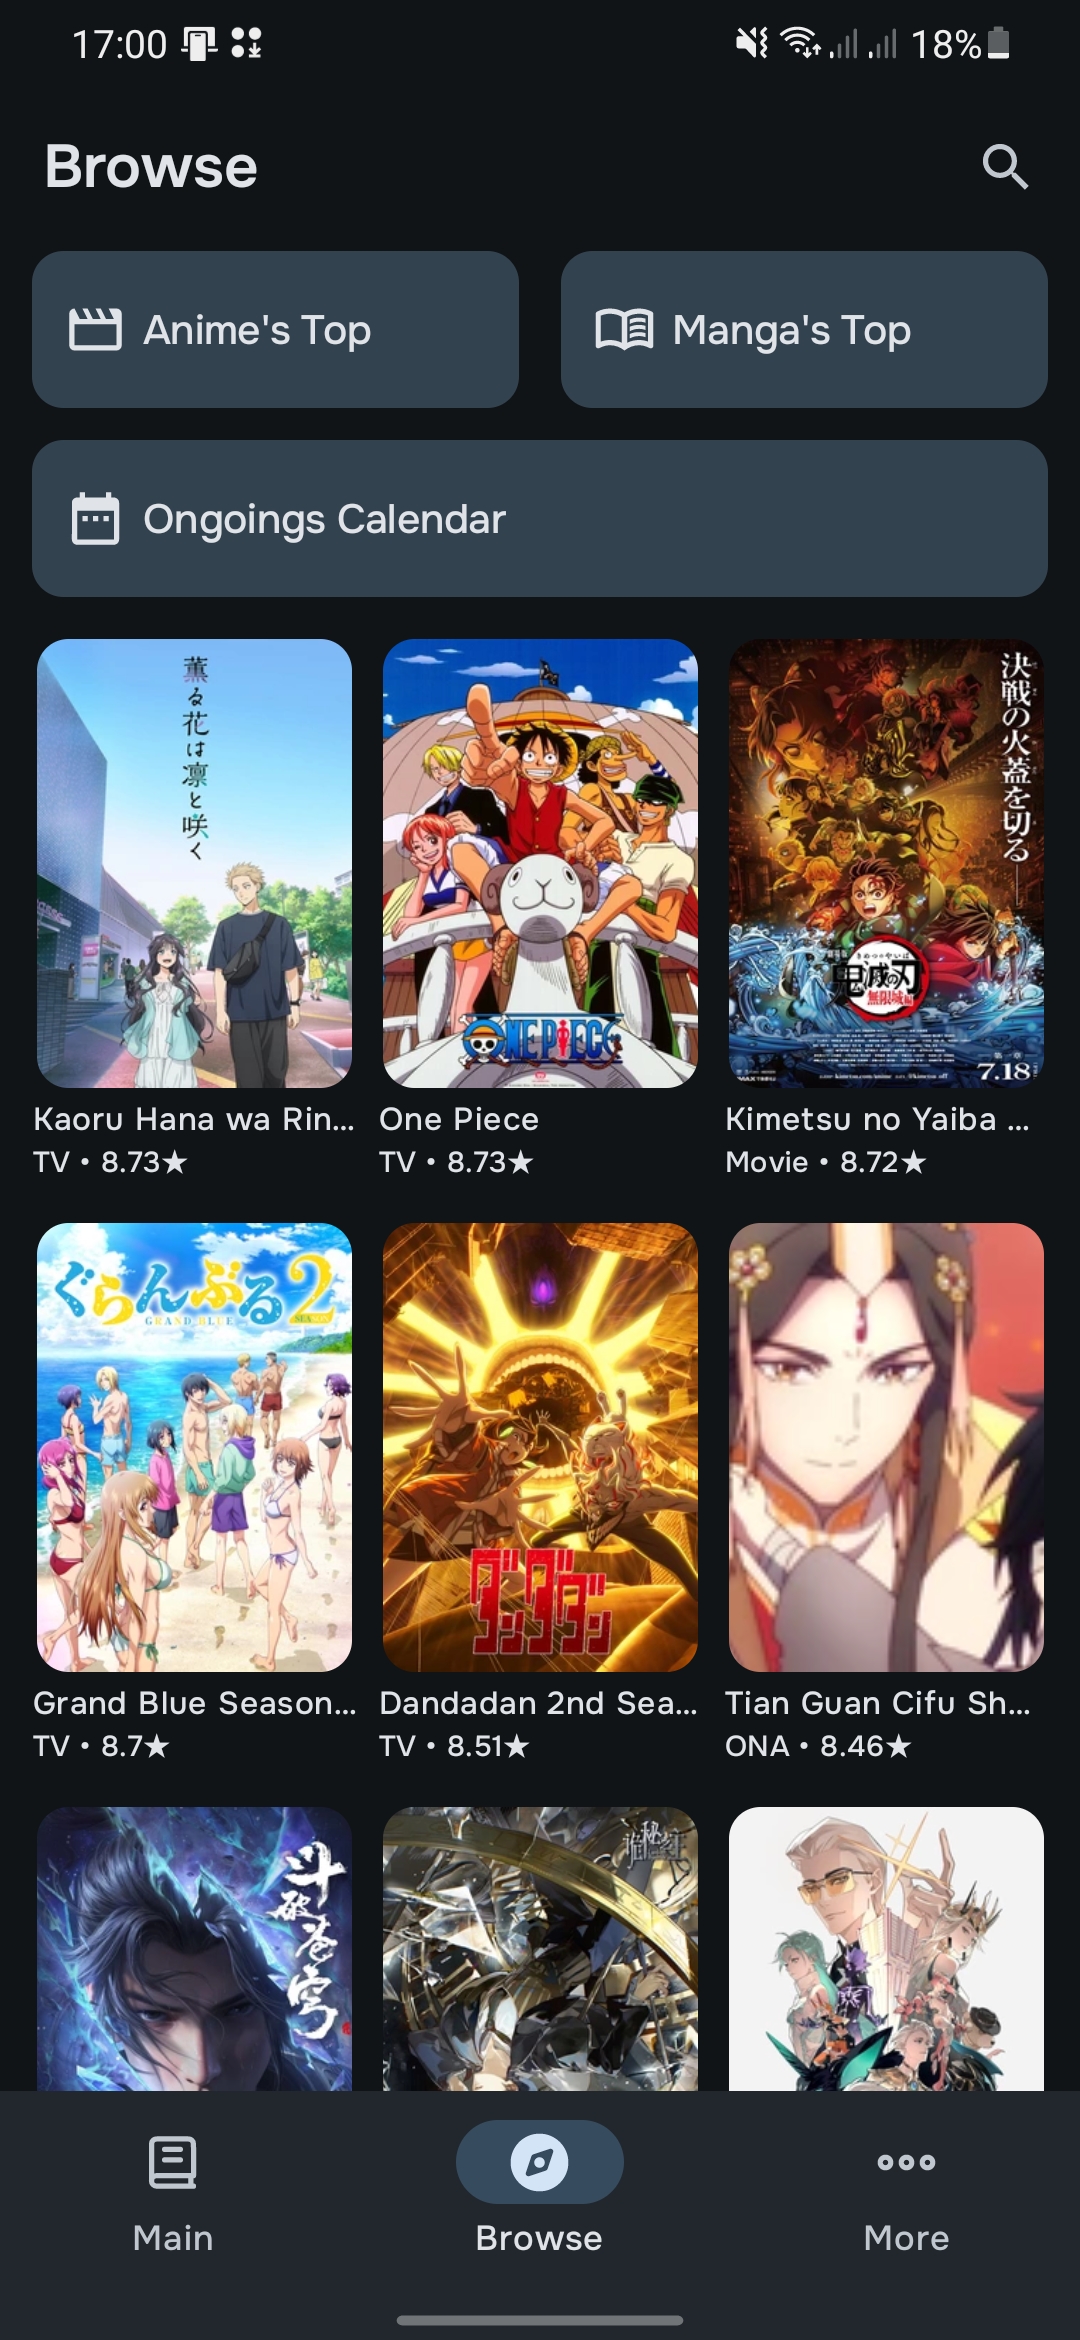 17:00
18%
Browse
Anime's Top
Manga's Top
Ongoings Calendar
薫る花は凛と咲く
ONE PIECE
決戦の火蓋を切る
鬼滅の刃
無限城編
7.18
Kaoru Hana wa Rin...
TV • 8.73★
One Piece
TV • 8.73★
Kimetsu no Yaiba ...
Movie • 8.72★
ぐらんぶる2
GRAND BLUE
SEASON
ダンダダン
Grand Blue Season...
TV • 8.7★
Dandadan 2nd Sea...
TV • 8.51★
Tian Guan Cifu Sh...
ONA • 8.46★
斗破苍穹
Main
Browse
More